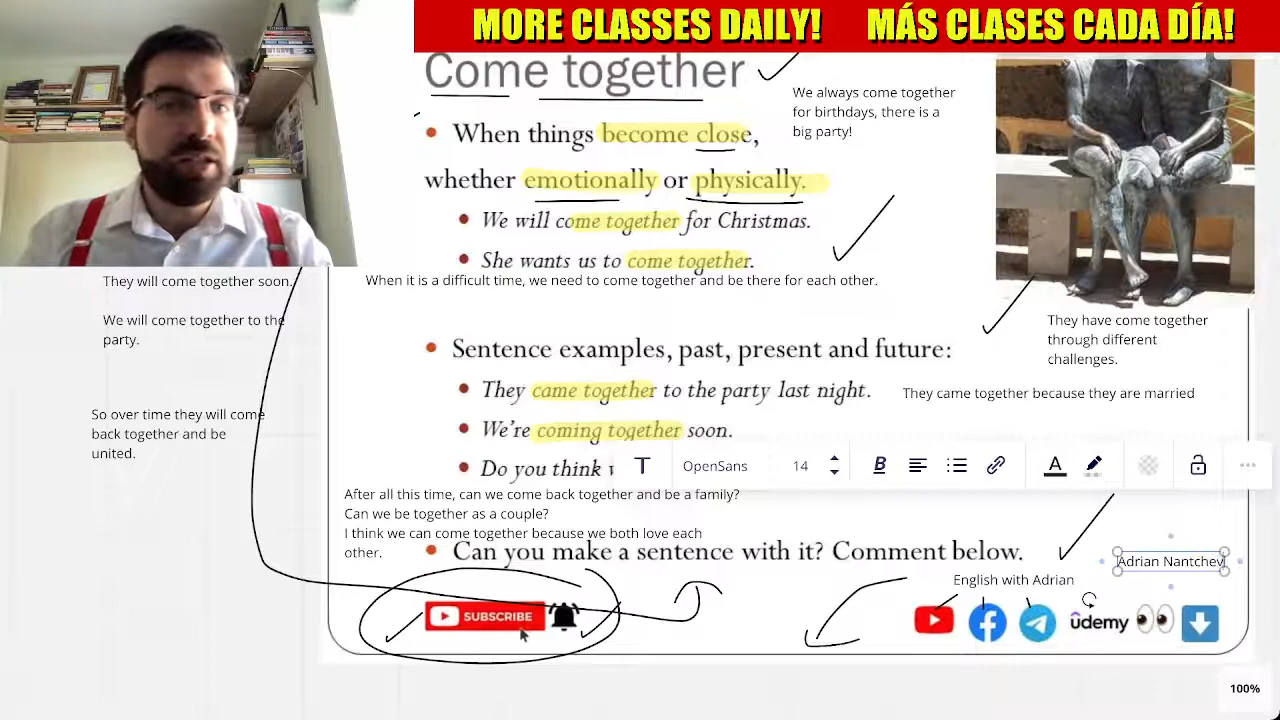 MORE CLASSES DAILY! MÁS CLASES CADA DÍA!
Come together
We always come together
for birthdays, there is a
big party!
When things become close,
whether emotionally or physically.
We will come together for Christmas.
She wants us to come together.
They will come together soon.
When it is a difficult time, we need to come together and be there for each other.
We will come together to the
party.
They have come together
through different
challenges.
Sentence examples, past, present and future:
They came together to the party last night.
They came together because they are married
So over time they will come
back together and be
united.
We're coming together soon.
Do you think
T OpenSans 14 B A
After all this time, can we come back together and be a family?
Can we be together as a couple?
I think we can come together because we both love each
other.
Can you make a sentence with it? Comment below.
Adrian Nantchev
English with Adrian
SUBSCRIBE
udemy
100%